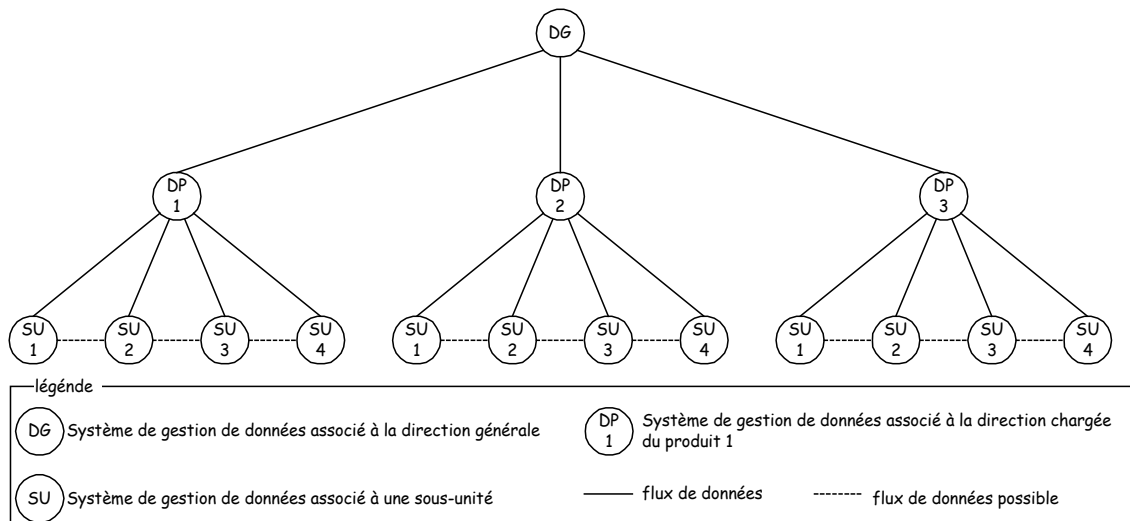 DG
DP
1
DP
2
DP
3
SU
1
SU
2
SU
3
SU
4
SU
1
SU
2
SU
3
SU
4
SU
1
SU
2
SU
3
SU
4
légénde
DG
Système de gestion de données associé à la direction générale
DP
1
Système de gestion de données associé à la direction chargée
du produit 1
SU
Système de gestion de données associé à une sous-unité
flux de données
flux de données possible